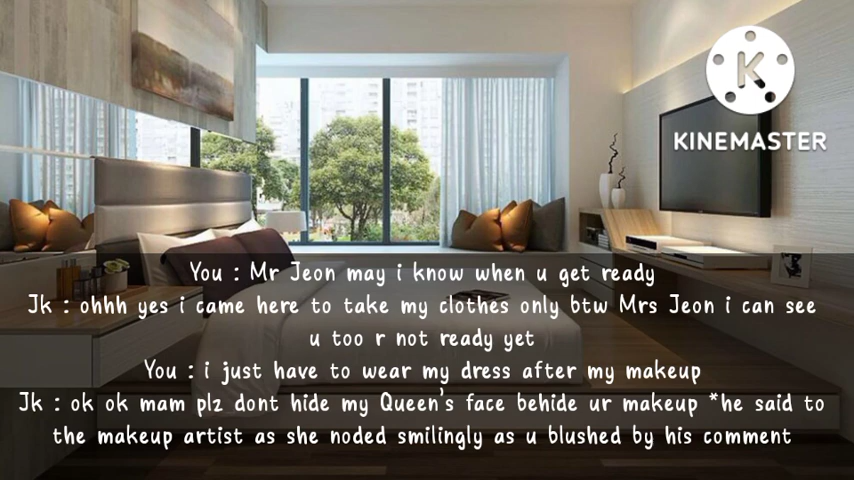 KINEMASTER
You : Mr Jeon may i know when u get ready
Jk : ohhh yes i came here to take my clothes only btw Mrs Jeon i can see
u too r not ready yet
You : i just have to wear my dress after my makeup
Jk : ok ok mam plz dont hide my Queen's face behide ur makeup *he said to
the makeup artist as she noded smilingly as u blushed by his comment